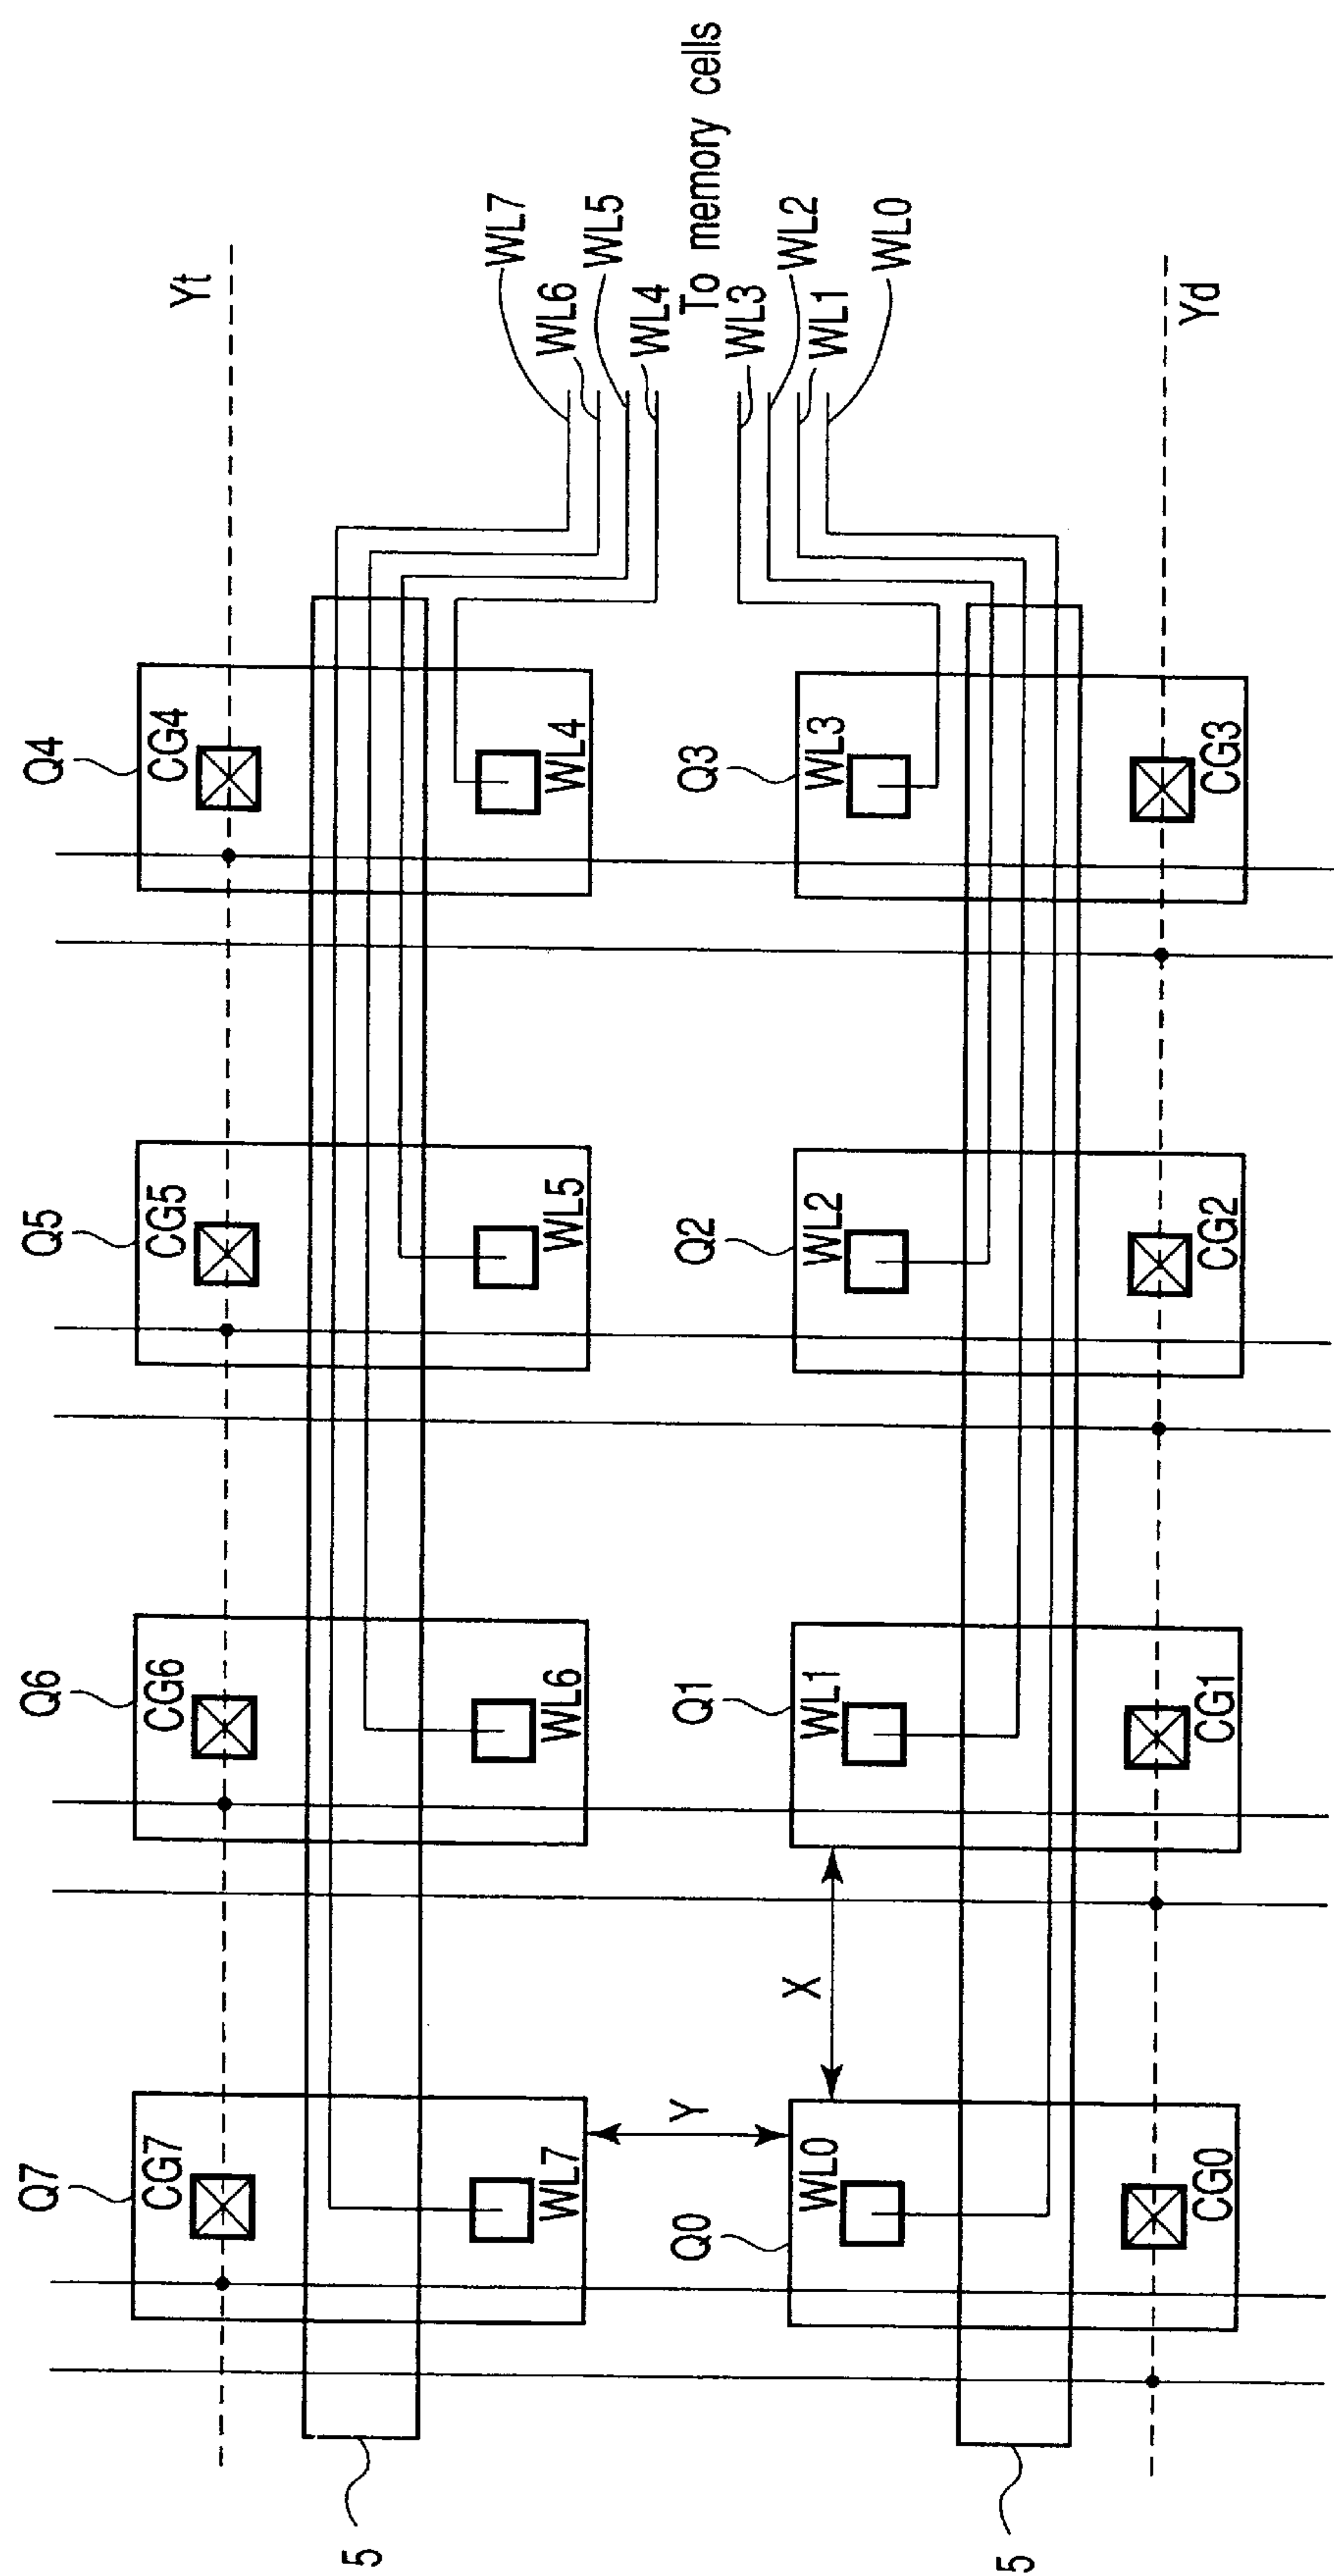 Q7
CG7
WL7
Q6
CG6
WL6
Q5
CG5
WL5
Q4
CG4
WL4
Yt
5
WL7
WL6
WL5
WL4
To memory cells
WL3
WL2
WL1
WL0
Y
X
Q0
WL0
CG0
Q1
WL1
CG1
Q2
WL2
CG2
Q3
WL3
CG3
Yd
5